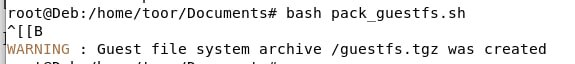 root@Deb:/home/toor/Documents# bash pack_guestfs.sh
^[[B
WARNING : Guest file system archive /guestfs.tgz was created